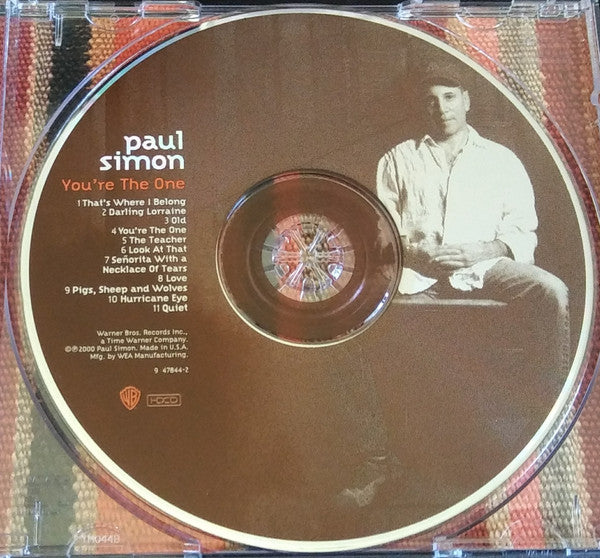 paul
simon
You're The One
1 That's Where I Belong
2 Darling Lorraine
3 Old
4 You're The One
5 The Teacher
6 Look At That
7 Señorita With a
Necklace Of Tears
8 Love
9 Pigs, Sheep and Wolves
10 Hurricane Eye
11 Quiet
Warner Bros. Records Inc.,
a Time Warner Company.
©℗2000 Paul Simon. Made in U.S.A.
Mfg. by WEA Manufacturing.
9 47844-2
WB
HDCD